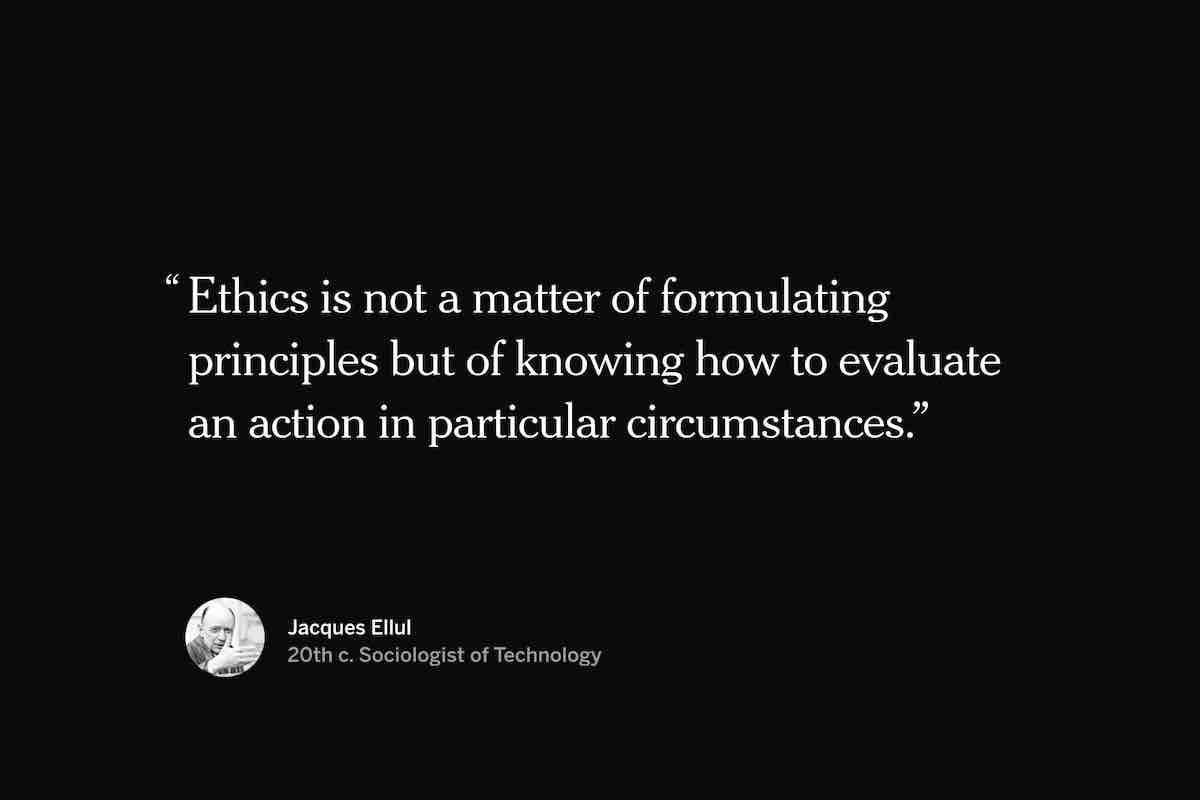 “Ethics is not a matter of formulating
principles but of knowing how to evaluate
an action in particular circumstances.”
Jacques Ellul
20th c. Sociologist of Technology